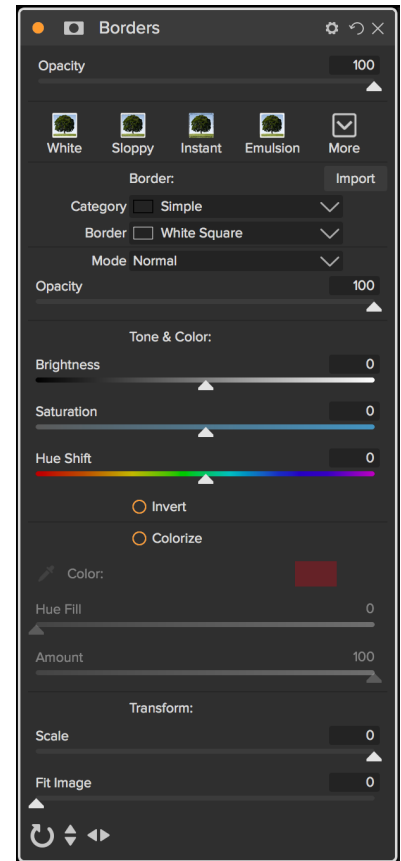 Borders
Opacity 100
White Sloppy Instant Emulsion More
Border: Import
Category Simple
Border White Square
Mode Normal
Opacity 100
Tone & Color:
Brightness 0
Saturation 0
Hue Shift 0
Invert
Colorize
Color:
Hue Fill 0
Amount 100
Transform:
Scale 0
Fit Image 0